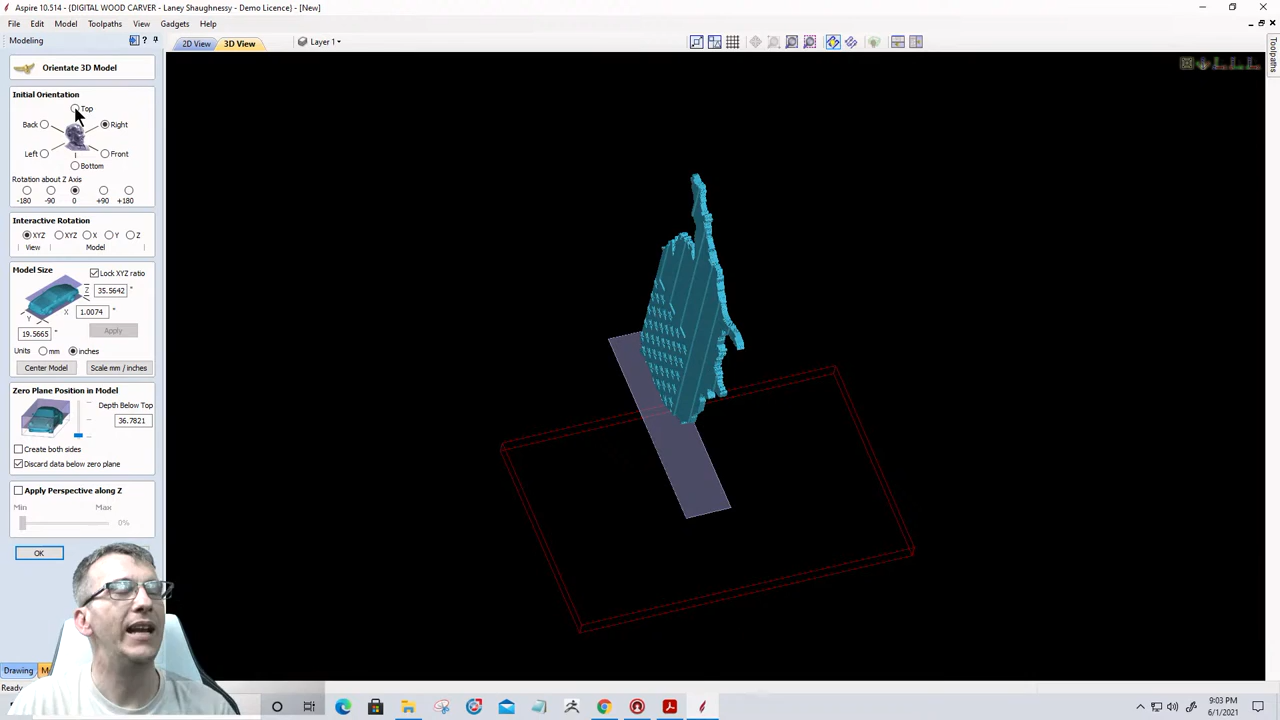 Aspire 10.514 - (DIGITAL WOOD CARVER - Laney Shaughnessy - Demo Licence) - [New]
File Edit Model Toolpaths View Gadgets Help
Modeling
2D View 3D View Layer 1
Toolpaths
Orientate 3D Model
Initial Orientation
Top
Back Right
Left Front
Bottom
Rotation about Z Axis
-180 -90 0 +90 +180
Interactive Rotation
XYZ XYZ X Y Z
View Model
Model Size
Lock XYZ ratio
Z 35.5642 "
X 1.0074 "
Y
19.5665 "
Apply
Units mm inches
Center Model Scale mm / inches
Zero Plane Position in Model
Depth Below Top
36.7821
Create both sides
Discard data below zero plane
Apply Perspective along Z
Min Max
0%
OK
Drawing
9:03 PM
6/1/2021